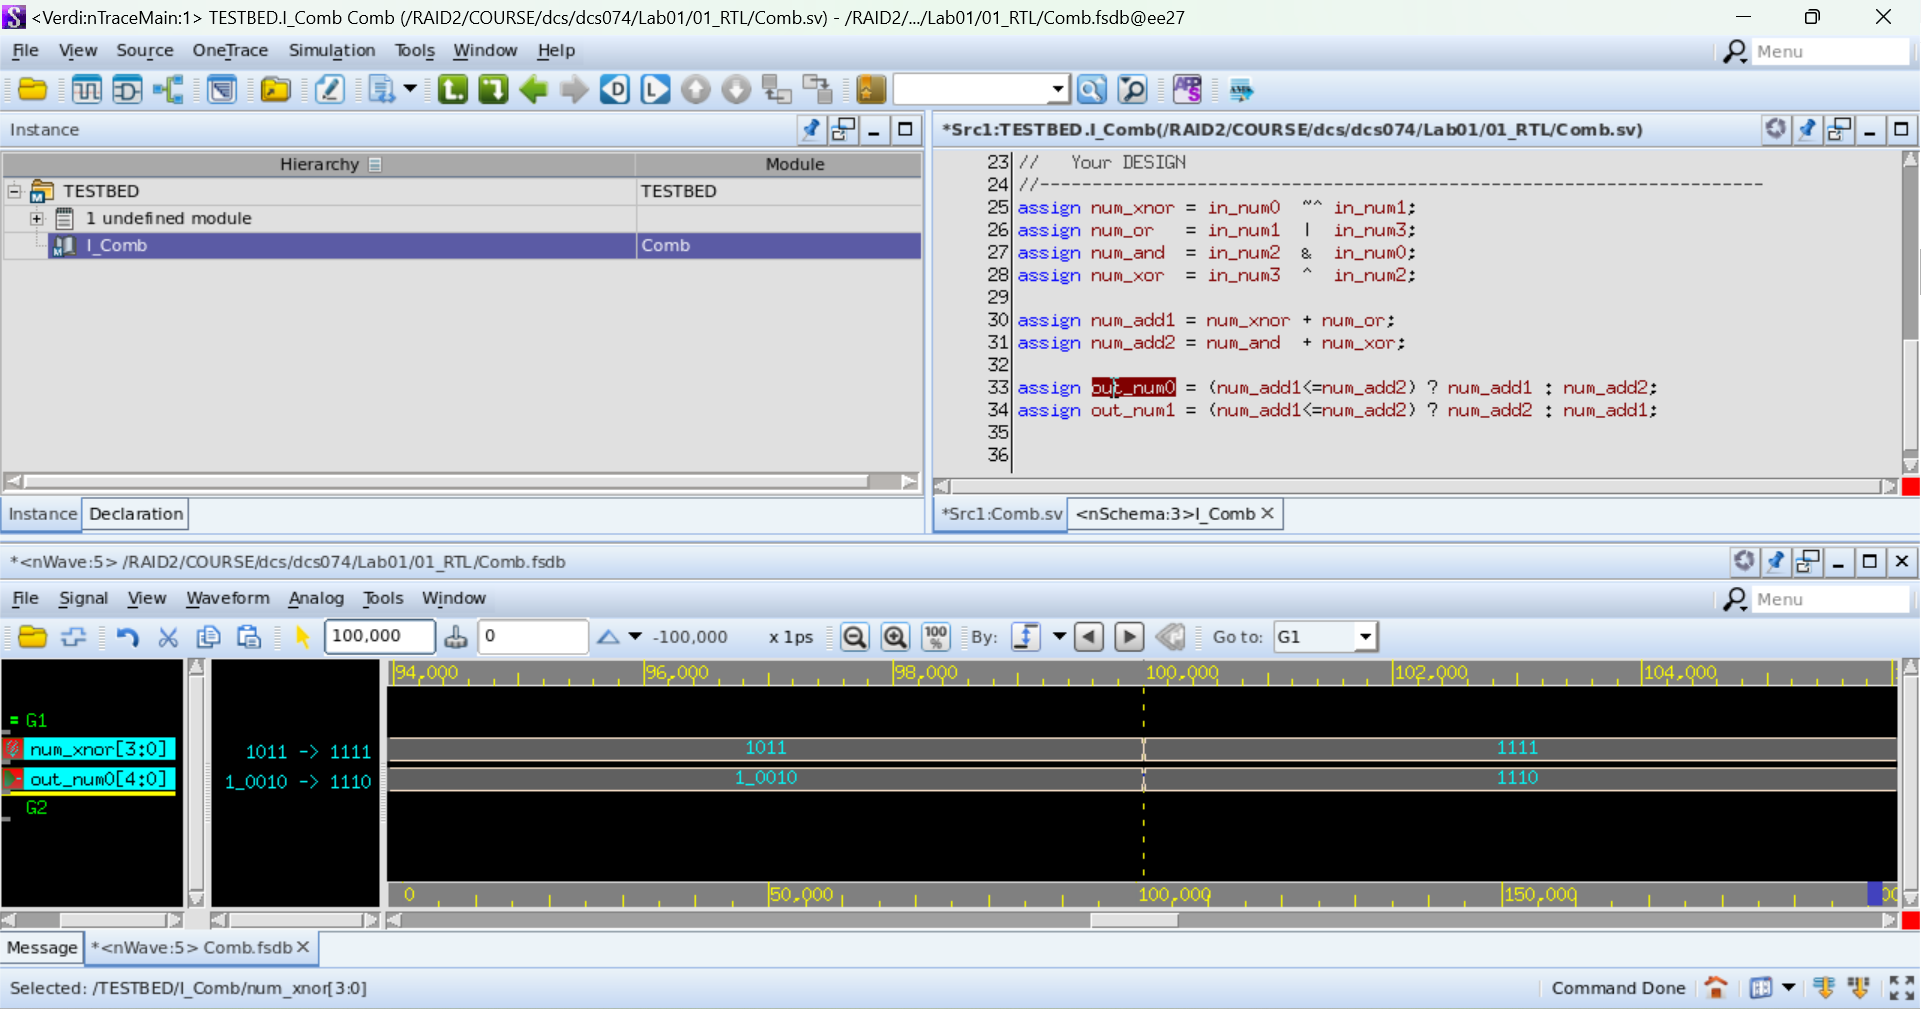 <Verdi:nTraceMain:1> TESTBED.I_Comb Comb (/RAID2/COURSE/dcs/dcs074/Lab01/01_RTL/Comb.sv) - /RAID2/.../Lab01/01_RTL/Comb.fsdb@ee27
File View Source OneTrace Simulation Tools Window Help
Menu
Instance
Hierarchy Module
TESTBED TESTBED
1 undefined module
I_Comb Comb
Instance Declaration
*Src1:TESTBED.I_Comb(/RAID2/COURSE/dcs/dcs074/Lab01/01_RTL/Comb.sv)
23 // Your DESIGN
24 //---------------------------------------------------------------------
25 assign num_xnor = in_num0 ~^ in_num1;
26 assign num_or = in_num1 | in_num3;
27 assign num_and = in_num2 & in_num0;
28 assign num_xor = in_num3 ^ in_num2;
29
30 assign num_add1 = num_xnor + num_or;
31 assign num_add2 = num_and + num_xor;
32
33 assign out_num0 = (num_add1<=num_add2) ? num_add1 : num_add2;
34 assign out_num1 = (num_add1<=num_add2) ? num_add2 : num_add1;
35
36
*Src1:Comb.sv <nSchema:3>I_Comb
*<nWave:5> /RAID2/COURSE/dcs/dcs074/Lab01/01_RTL/Comb.fsdb
File Signal View Waveform Analog Tools Window
Menu
100,000 0 -100,000 x 1ps 100 % By: Go to: G1
94,000 96,000 98,000 100,000 102,000 104,000
G1
num_xnor[3:0] 1011 -> 1111 1011 1111
out_num0[4:0] 1_0010 -> 1110 1_0010 1110
G2
0 50,000 100,000 150,000
Message *<nWave:5> Comb.fsdb
Selected: /TESTBED/I_Comb/num_xnor[3:0]
Command Done